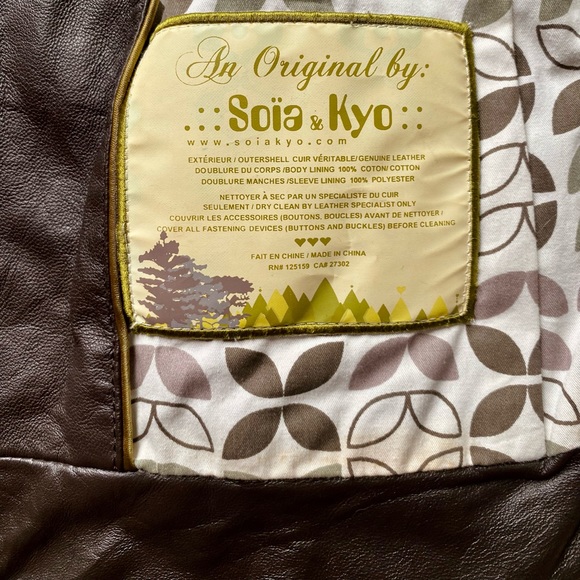 An Original by:
.:: Soïa & Kyo ::
www.soiakyo.com
EXTÉRIEUR / OUTERSHELL CUIR VÉRITABLE/GENUINE LEATHER
DOUBLURE DU CORPS/BODY LINING 100% COTON/COTTON
DOUBLURE MANCHES/SLEEVE LINING 100% POLYESTER
NETTOYER À SEC PAR UN SPECIALISTE DU CUIR
SEULEMENT / DRY CLEAN BY LEATHER SPECIALIST ONLY
COUVRIR LES ACCESSOIRES (BOUTONS, BOUCLES) AVANT DE NETTOYER /
COVER ALL FASTENING DEVICES (BUTTONS AND BUCKLES) BEFORE CLEANING
FAIT EN CHINE / MADE IN CHINA
RN# 125159 CA# 27302